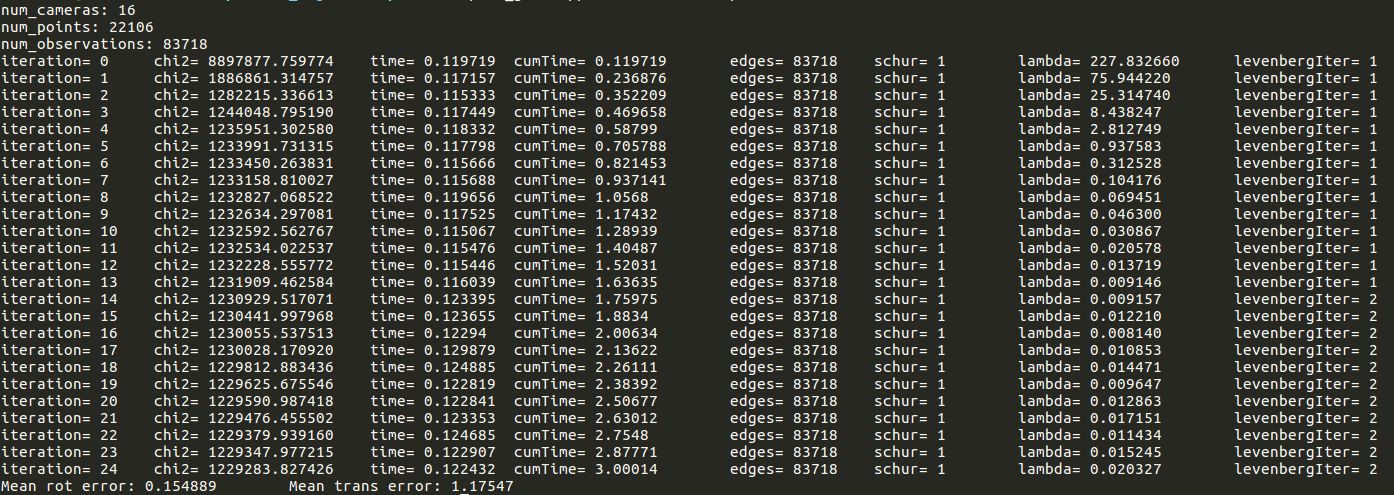 num_cameras: 16
num_points: 22106
num_observations: 83718
iteration= 0 chi2= 8897877.759774 time= 0.119719 cumTime= 0.119719 edges= 83718 schur= 1 lambda= 227.832660 levenbergIter= 1
iteration= 1 chi2= 1886861.314757 time= 0.117157 cumTime= 0.236876 edges= 83718 schur= 1 lambda= 75.944220 levenbergIter= 1
iteration= 2 chi2= 1282215.336613 time= 0.115333 cumTime= 0.352209 edges= 83718 schur= 1 lambda= 25.314740 levenbergIter= 1
iteration= 3 chi2= 1244048.795190 time= 0.117449 cumTime= 0.469658 edges= 83718 schur= 1 lambda= 8.438247 levenbergIter= 1
iteration= 4 chi2= 1235951.302580 time= 0.118332 cumTime= 0.58799 edges= 83718 schur= 1 lambda= 2.812749 levenbergIter= 1
iteration= 5 chi2= 1233991.731315 time= 0.117798 cumTime= 0.705788 edges= 83718 schur= 1 lambda= 0.937583 levenbergIter= 1
iteration= 6 chi2= 1233450.263831 time= 0.115666 cumTime= 0.821453 edges= 83718 schur= 1 lambda= 0.312528 levenbergIter= 1
iteration= 7 chi2= 1233158.810027 time= 0.115688 cumTime= 0.937141 edges= 83718 schur= 1 lambda= 0.104176 levenbergIter= 1
iteration= 8 chi2= 1232827.068522 time= 0.119656 cumTime= 1.0568 edges= 83718 schur= 1 lambda= 0.069451 levenbergIter= 1
iteration= 9 chi2= 1232634.297081 time= 0.117525 cumTime= 1.17432 edges= 83718 schur= 1 lambda= 0.046300 levenbergIter= 1
iteration= 10 chi2= 1232592.562767 time= 0.115067 cumTime= 1.28939 edges= 83718 schur= 1 lambda= 0.030867 levenbergIter= 1
iteration= 11 chi2= 1232534.022537 time= 0.115476 cumTime= 1.40487 edges= 83718 schur= 1 lambda= 0.020578 levenbergIter= 1
iteration= 12 chi2= 1232228.555772 time= 0.115446 cumTime= 1.52031 edges= 83718 schur= 1 lambda= 0.013719 levenbergIter= 1
iteration= 13 chi2= 1231909.462584 time= 0.116039 cumTime= 1.63635 edges= 83718 schur= 1 lambda= 0.009146 levenbergIter= 1
iteration= 14 chi2= 1230929.517071 time= 0.123395 cumTime= 1.75975 edges= 83718 schur= 1 lambda= 0.009157 levenbergIter= 2
iteration= 15 chi2= 1230441.997968 time= 0.123655 cumTime= 1.8834 edges= 83718 schur= 1 lambda= 0.012210 levenbergIter= 2
iteration= 16 chi2= 1230055.537513 time= 0.12294 cumTime= 2.00634 edges= 83718 schur= 1 lambda= 0.008140 levenbergIter= 2
iteration= 17 chi2= 1230028.170920 time= 0.129879 cumTime= 2.13622 edges= 83718 schur= 1 lambda= 0.010853 levenbergIter= 2
iteration= 18 chi2= 1229812.883436 time= 0.124885 cumTime= 2.26111 edges= 83718 schur= 1 lambda= 0.014471 levenbergIter= 2
iteration= 19 chi2= 1229625.675546 time= 0.122819 cumTime= 2.38392 edges= 83718 schur= 1 lambda= 0.009647 levenbergIter= 2
iteration= 20 chi2= 1229590.987418 time= 0.122841 cumTime= 2.50677 edges= 83718 schur= 1 lambda= 0.012863 levenbergIter= 2
iteration= 21 chi2= 1229476.455502 time= 0.123353 cumTime= 2.63012 edges= 83718 schur= 1 lambda= 0.017151 levenbergIter= 2
iteration= 22 chi2= 1229379.939160 time= 0.124685 cumTime= 2.7548 edges= 83718 schur= 1 lambda= 0.011434 levenbergIter= 2
iteration= 23 chi2= 1229347.977215 time= 0.122907 cumTime= 2.87771 edges= 83718 schur= 1 lambda= 0.015245 levenbergIter= 2
iteration= 24 chi2= 1229283.827426 time= 0.122432 cumTime= 3.00014 edges= 83718 schur= 1 lambda= 0.020327 levenbergIter= 2
Mean rot error: 0.154889 Mean trans error: 1.17547